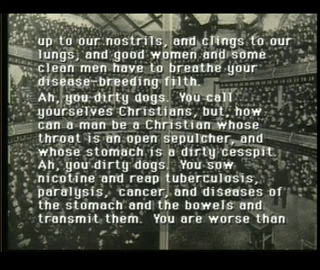 up to our nostrils, and clings to our
lungs, and good women and some
clean men have to breathe your
disease-breeding filth.
Ah, you dirty dogs. You call
yourselves Christians, but, how
can a man be a Christian whose
throat is an open sepulcher, and
whose stomach is a dirty cesspit.
Ah, you dirty dogs. You sow
nicotine and reap tuberculosis,
paralysis, cancer, and diseases of
the stomach and the bowels and
transmit them. You are worse than